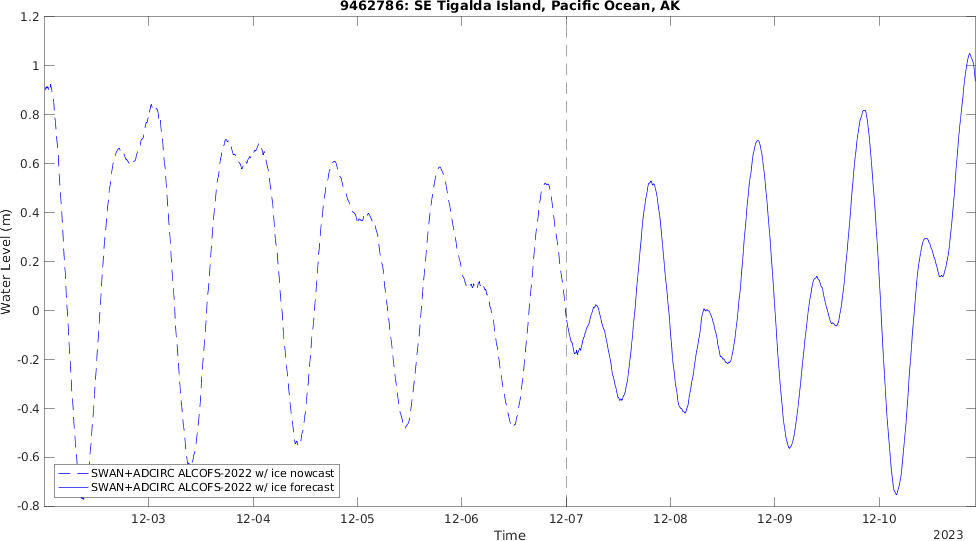 9462786: SE Tigalda Island, Pacific Ocean, AK
1.2
1
0.8
0.6
0.4
0.2
0
-0.2
-0.4
-0.6
-0.8
Water Level (m)
SWAN+ADCIRC ALCOFS-2022 w/ ice nowcast
SWAN+ADCIRC ALCOFS-2022 w/ ice forecast
12-03 12-04 12-05 12-06 12-07 12-08 12-09 12-10
Time
2023